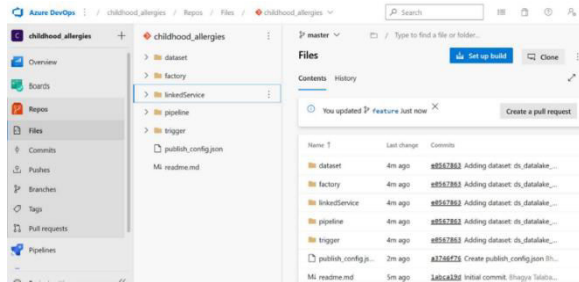 Azure DevOps / childhood_allergies / Repos / Files / childhood_allergies
Search
childhood_allergies
Overview
Boards
Repos
Files
Commits
Pushes
Branches
Tags
Pull requests
Pipelines
childhood_allergies
dataset
factory
linkedService
pipeline
trigger
publish_config.json
M↓ readme.md
master / Type to find a file or folder...
Files
Set up build
Clone
Contents History
You updated feature Just now
Create a pull request
Name ↑ Last change Commits
dataset 4m ago e0567863 Adding dataset: ds_datalake_...
factory 4m ago e0567863 Adding dataset: ds_datalake_...
linkedService 4m ago e0567863 Adding dataset: ds_datalake_...
pipeline 4m ago e0567863 Adding dataset: ds_datalake_...
trigger 4m ago e0567863 Adding dataset: ds_datalake_...
publish_config.js... 2m ago a3746f76 Create publish_config.json Bh...
M↓ readme.md 5m ago 1abca19d Initial commit. Bhagya Talatta...